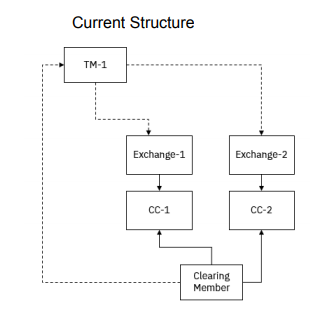 Current Structure
TM-1
Exchange-1
Exchange-2
CC-1
CC-2
Clearing
Member